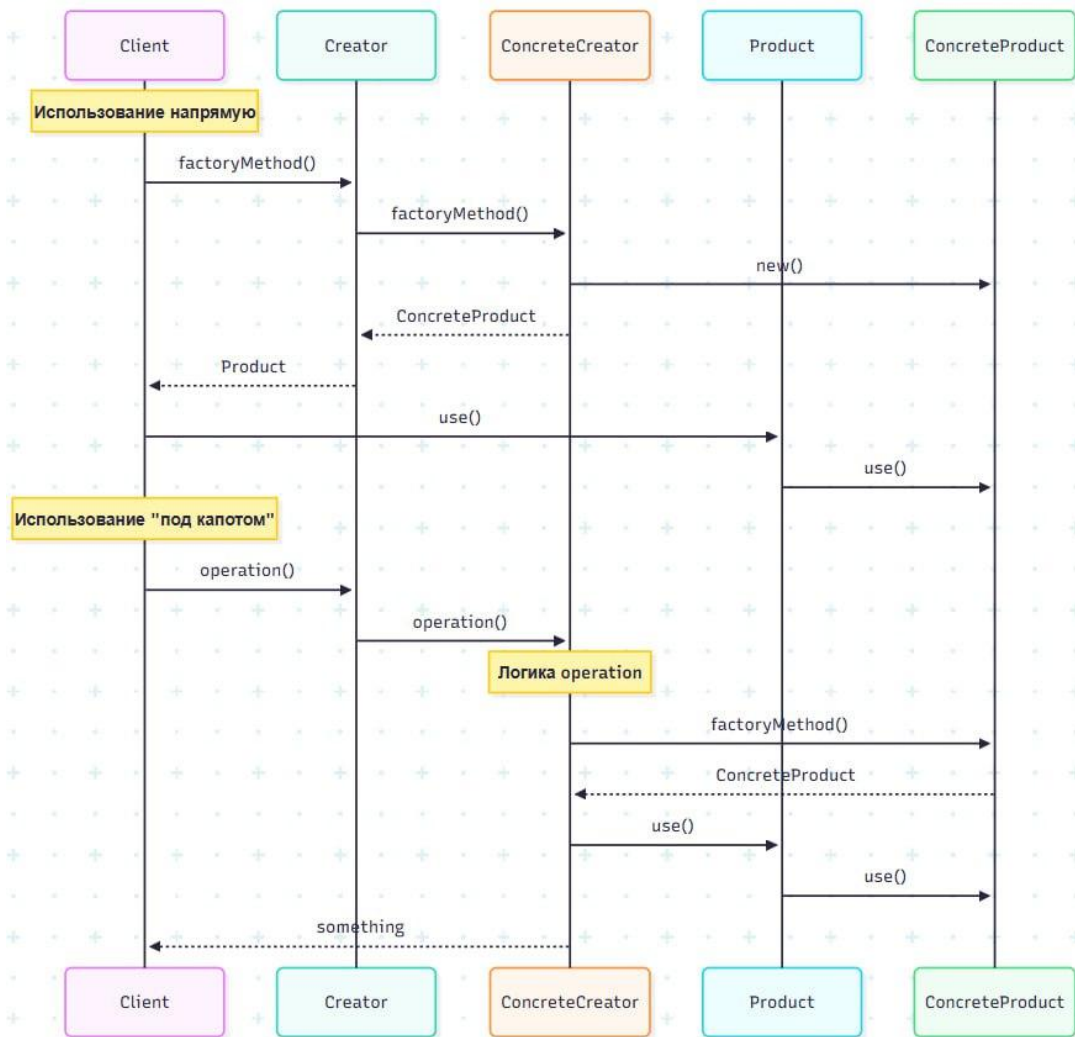 Client
Creator
ConcreteCreator
Product
ConcreteProduct
Использование напрямую
factoryMethod()
factoryMethod()
new()
ConcreteProduct
Product
use()
use()
Использование "под капотом"
operation()
operation()
Логика operation
factoryMethod()
ConcreteProduct
use()
use()
something
Client
Creator
ConcreteCreator
Product
ConcreteProduct